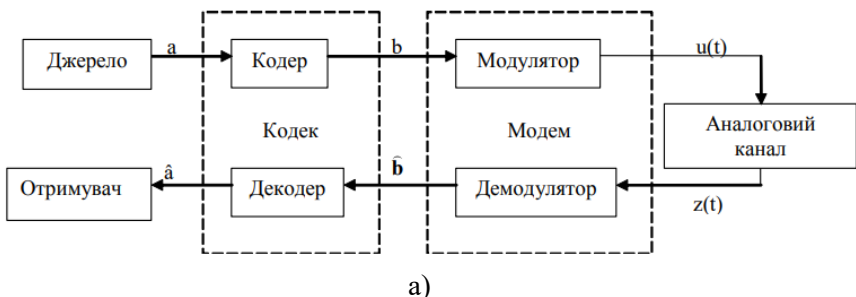 Джерело
a
Кодер
b
Модулятор
u(t)
Кодек
Модем
Аналоговий
канал
Отримувач
â
Декодер
b̂
Демодулятор
z(t)
а)